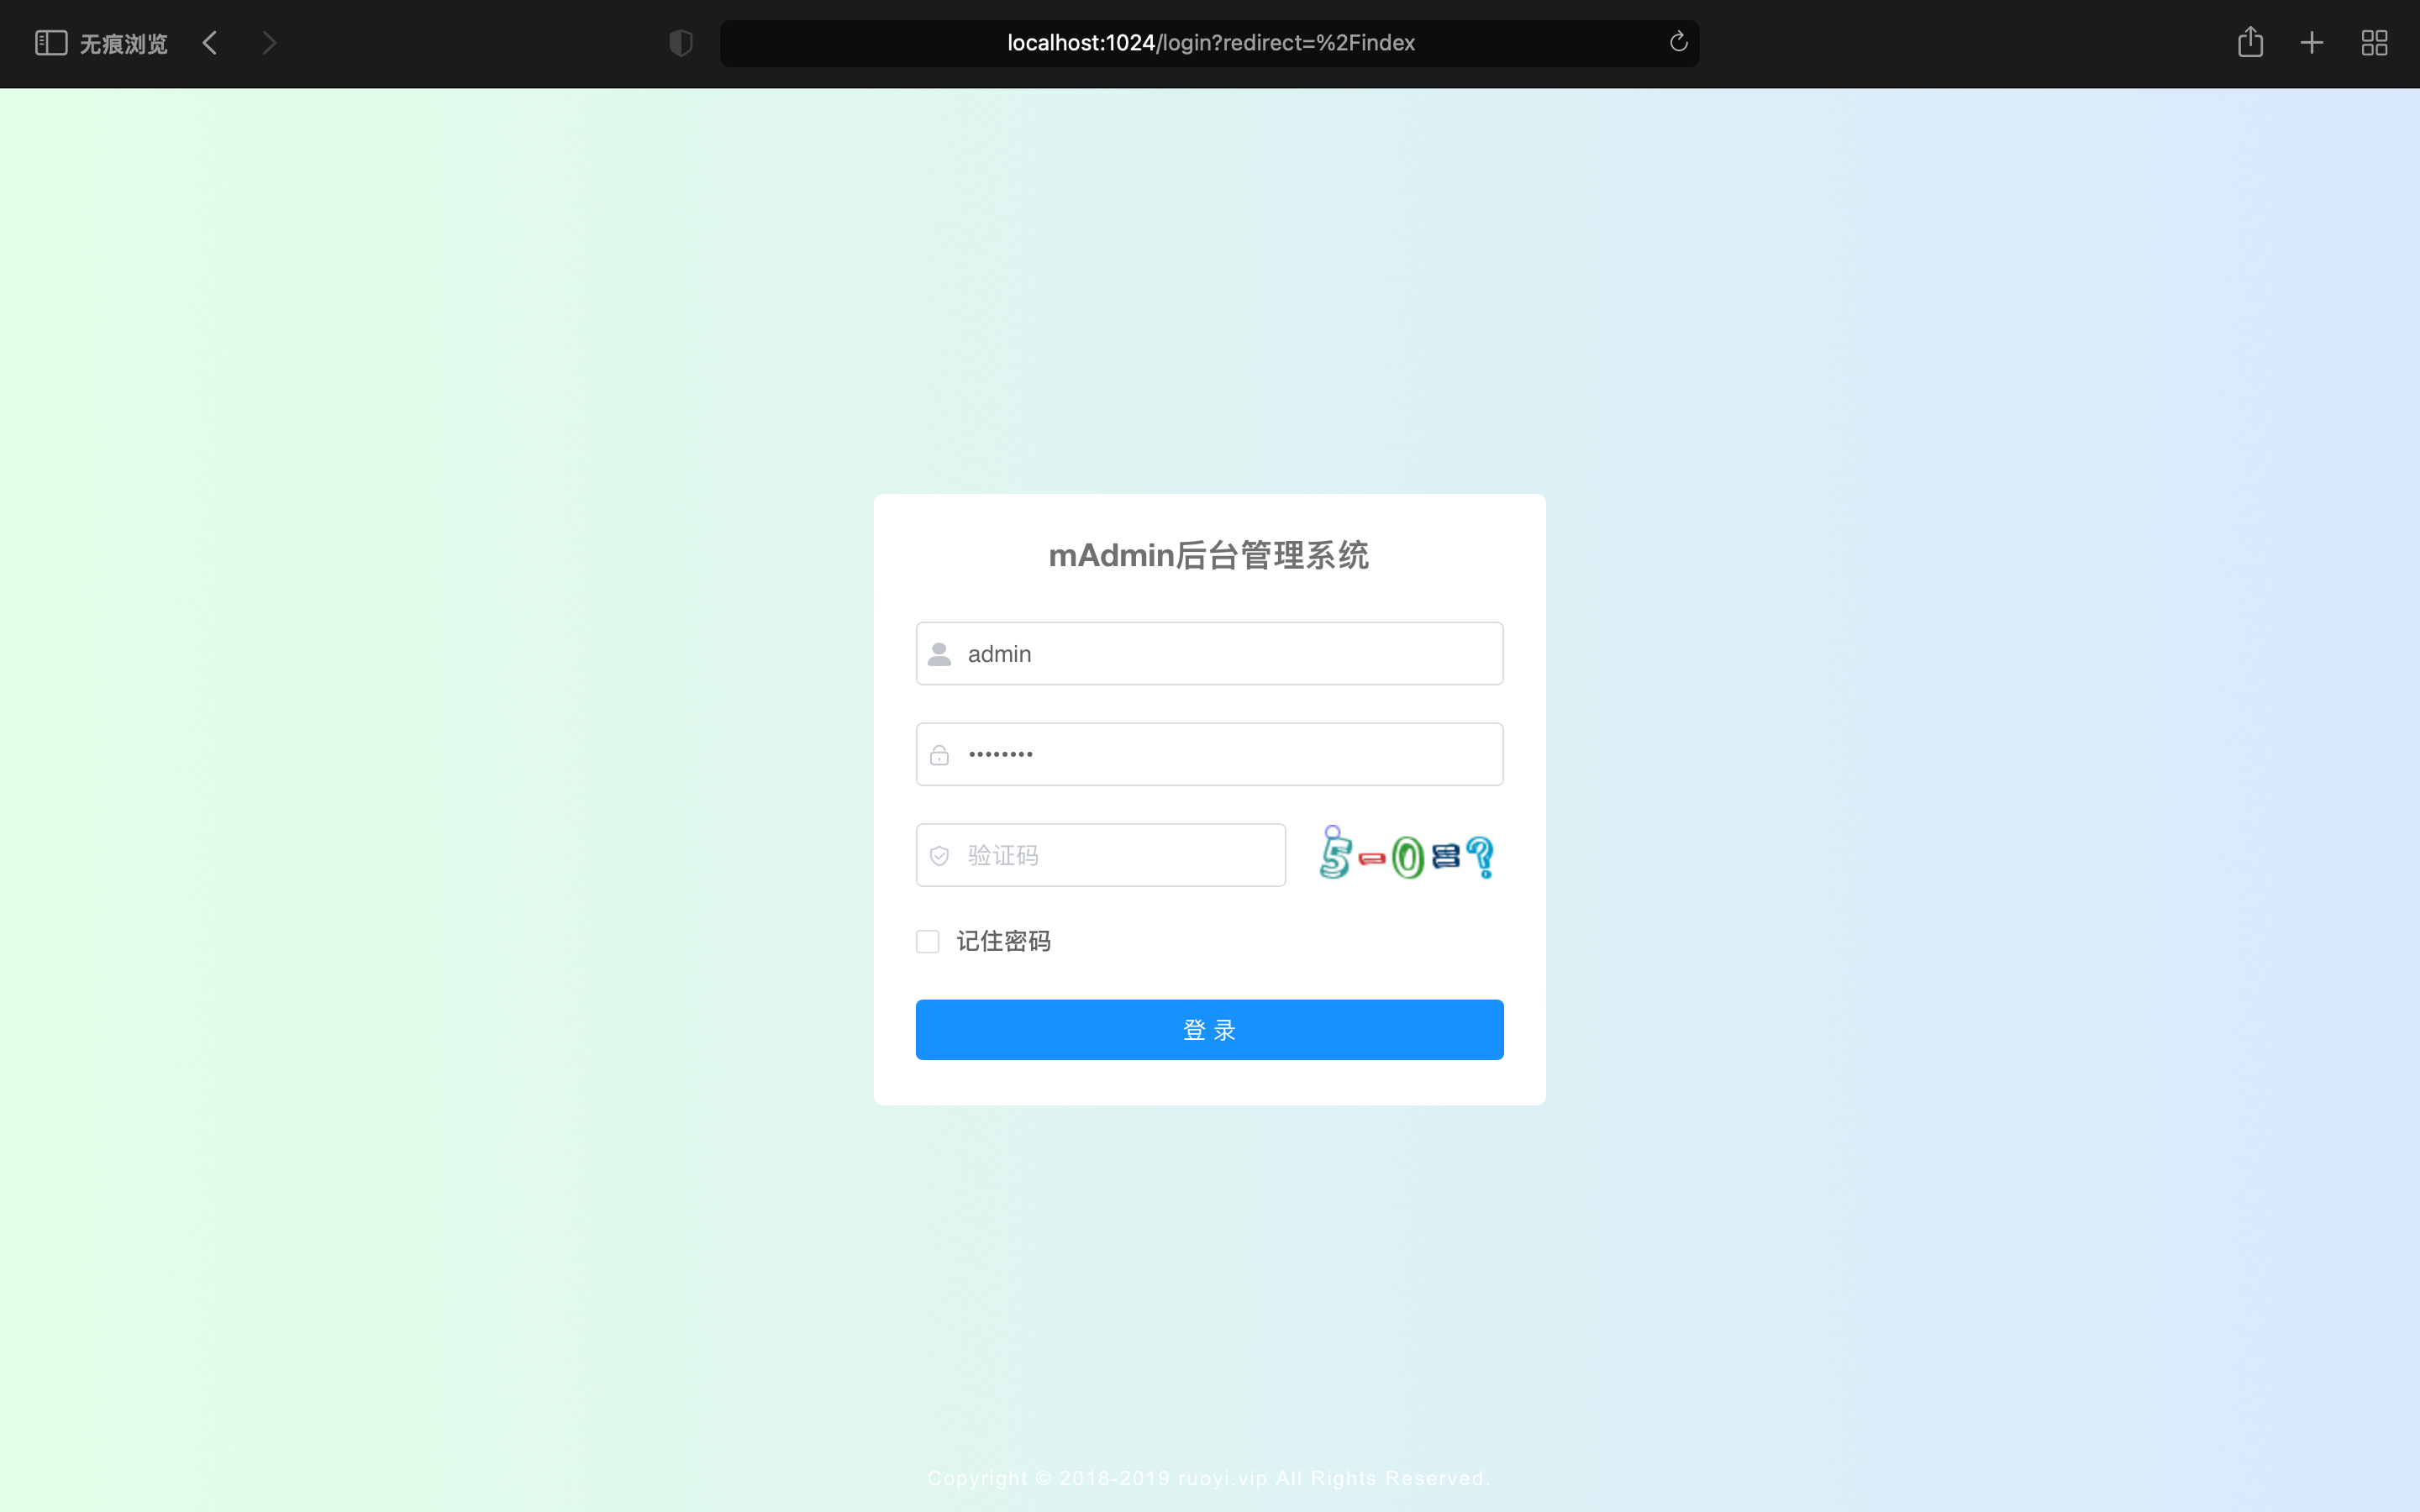 无痕浏览
localhost:1024/login?redirect=%2Findex
mAdmin后台管理系统
admin
••••••••
验证码
5-0=?
记住密码
登 录
Copyright © 2018-2019 ruoyi.vip All Rights Reserved.